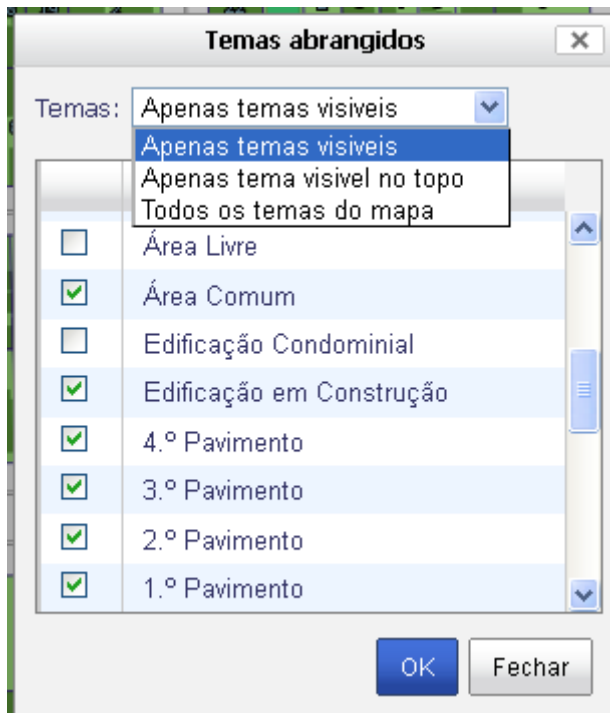 Temas abrangidos
Temas: Apenas temas visiveis
Apenas temas visiveis
Apenas tema visivel no topo
Todos os temas do mapa
Área Livre
Área Comum
Edificação Condominial
Edificação em Construção
4.º Pavimento
3.º Pavimento
2.º Pavimento
1.º Pavimento
OK Fechar